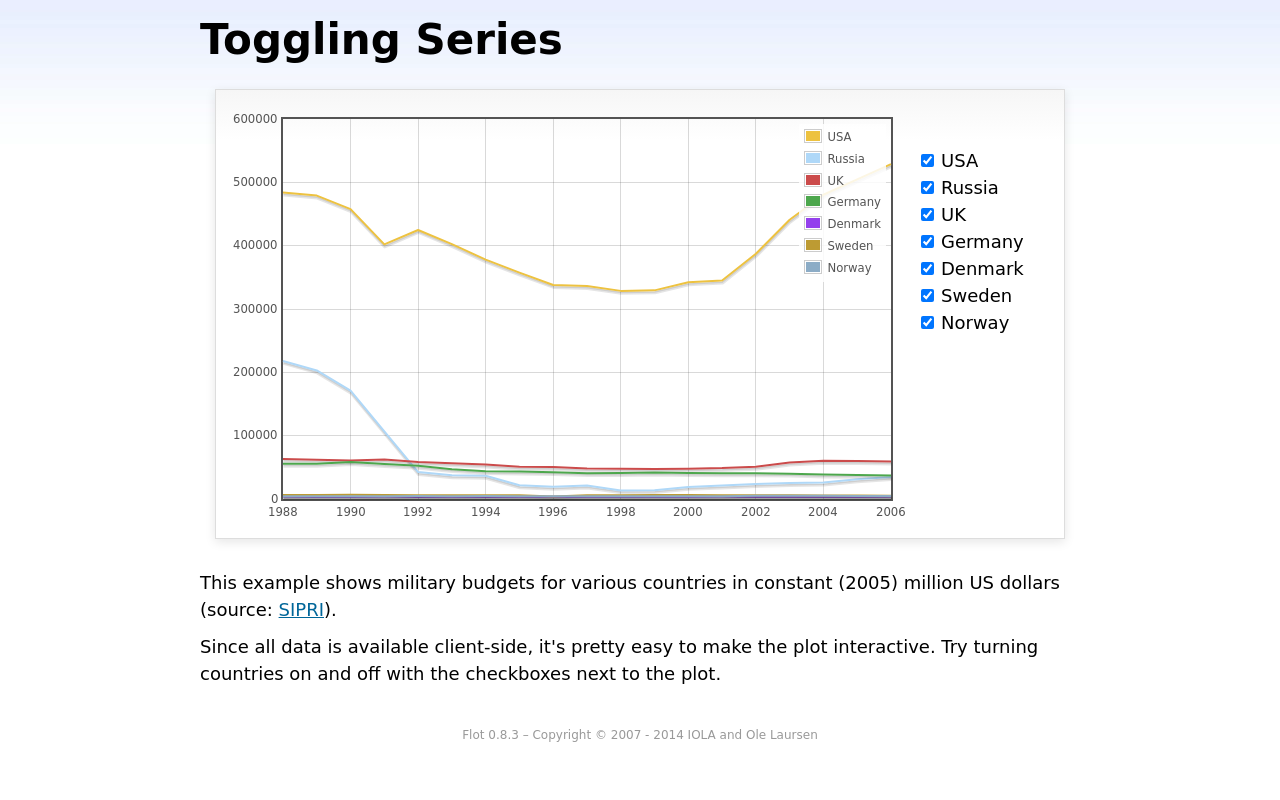 Toggling Series
600000
500000
400000
300000
200000
100000
0
1988 1990 1992 1994 1996 1998 2000 2002 2004 2006
USA
Russia
UK
Germany
Denmark
Sweden
Norway
USA
Russia
UK
Germany
Denmark
Sweden
Norway
This example shows military budgets for various countries in constant (2005) million US dollars
(source: SIPRI).
Since all data is available client-side, it's pretty easy to make the plot interactive. Try turning
countries on and off with the checkboxes next to the plot.
Flot 0.8.3 – Copyright © 2007 - 2014 IOLA and Ole Laursen